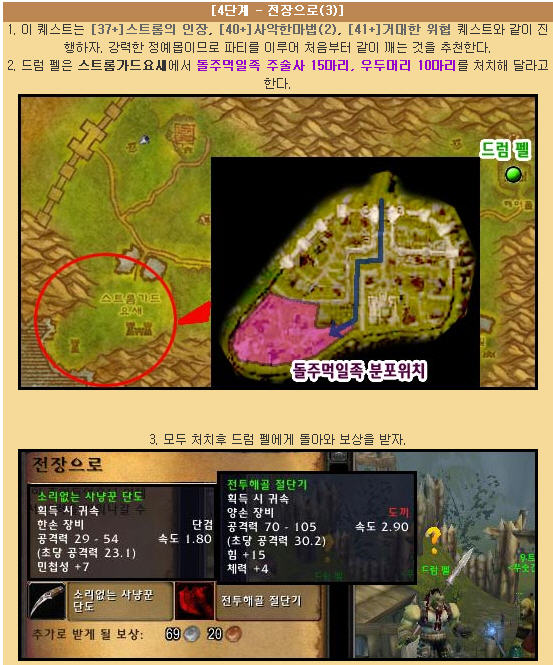 [4단계 - 전장으로(3)]
1. 이 퀘스트는 [37+]스트롬의 인장, [40+]사악한마법(2), [41+]거대한 위협 퀘스트와 같이 진
행하자. 강력한 정예몹이므로 파티를 이루어 처음부터 같이 깨는 것을 추천한다.
2. 드럼 펠은 스트롬가드요새에서 돌주먹일족 주술사 15마리, 우두머리 10마리를 처치해 달라고
한다.
드럼 펠
스트롬가드
요새
돌주먹일족 분포위치
3. 모두 처치후 드럼 펠에게 돌아와 보상을 받자.
전장으로
소리없는 사냥꾼 단도
획득 시 귀속
한손 장비 단검
공격력 29 - 54 속도 1.80
(초당 공격력 23.1)
민첩성 +7
전투해골 절단기
획득 시 귀속
양손 장비 도끼
공격력 70 - 105 속도 2.90
(초당 공격력 30.2)
힘 +15
체력 +4
소리없는 사냥꾼
단도
전투해골 절단기
추가로 받게 될 보상: 69 20
드럼 펠